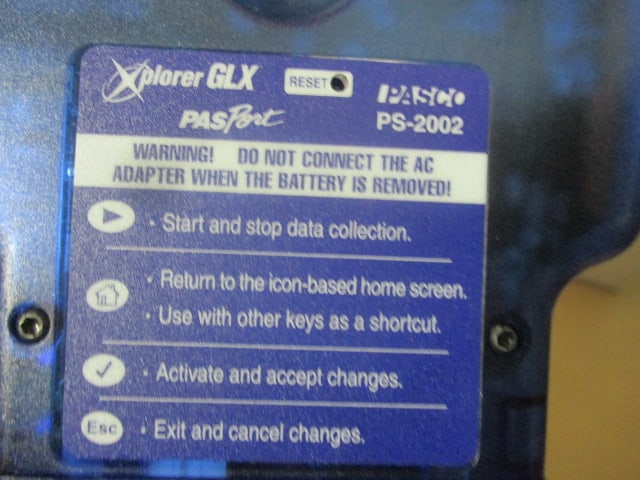 Xplorer GLX
RESET
PASCO
PASPort
PS-2002
WARNING! DO NOT CONNECT THE AC
ADAPTER WHEN THE BATTERY IS REMOVED!
• Start and stop data collection.
• Return to the icon-based home screen.
• Use with other keys as a shortcut.
• Activate and accept changes.
Esc • Exit and cancel changes.